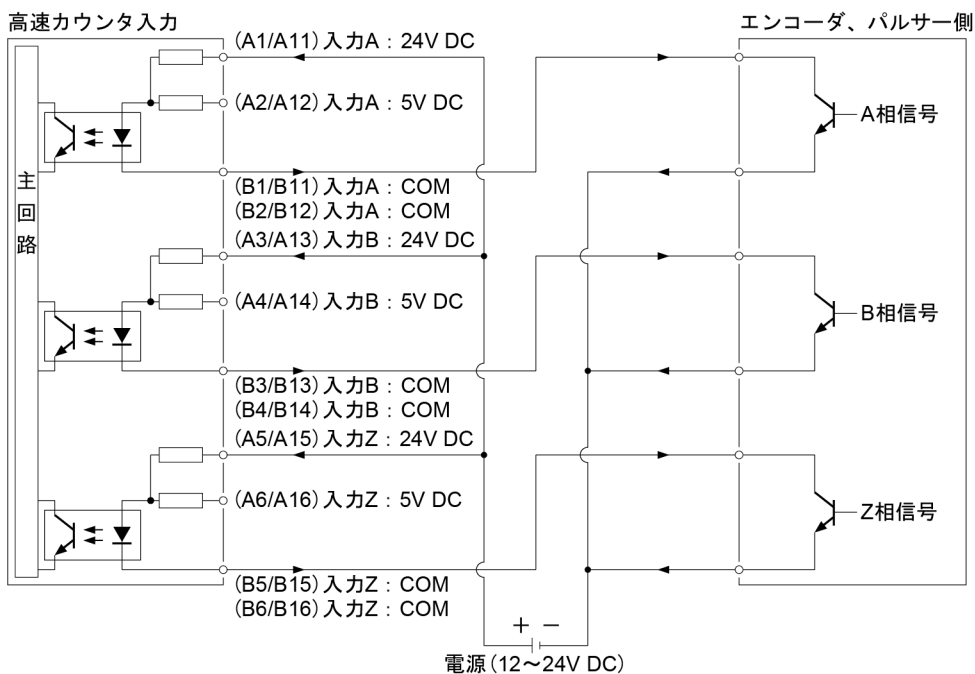 高速カウンタ入力
エンコーダ、パルサー側
(A1/A11)入力A：24V DC
(A2/A12)入力A：5V DC
A相信号
(B1/B11)入力A：COM
(B2/B12)入力A：COM
主回路
(A3/A13)入力B：24V DC
(A4/A14)入力B：5V DC
B相信号
(B3/B13)入力B：COM
(B4/B14)入力B：COM
(A5/A15)入力Z：24V DC
(A6/A16)入力Z：5V DC
Z相信号
(B5/B15)入力Z：COM
(B6/B16)入力Z：COM
＋ －
電源(12～24V DC)